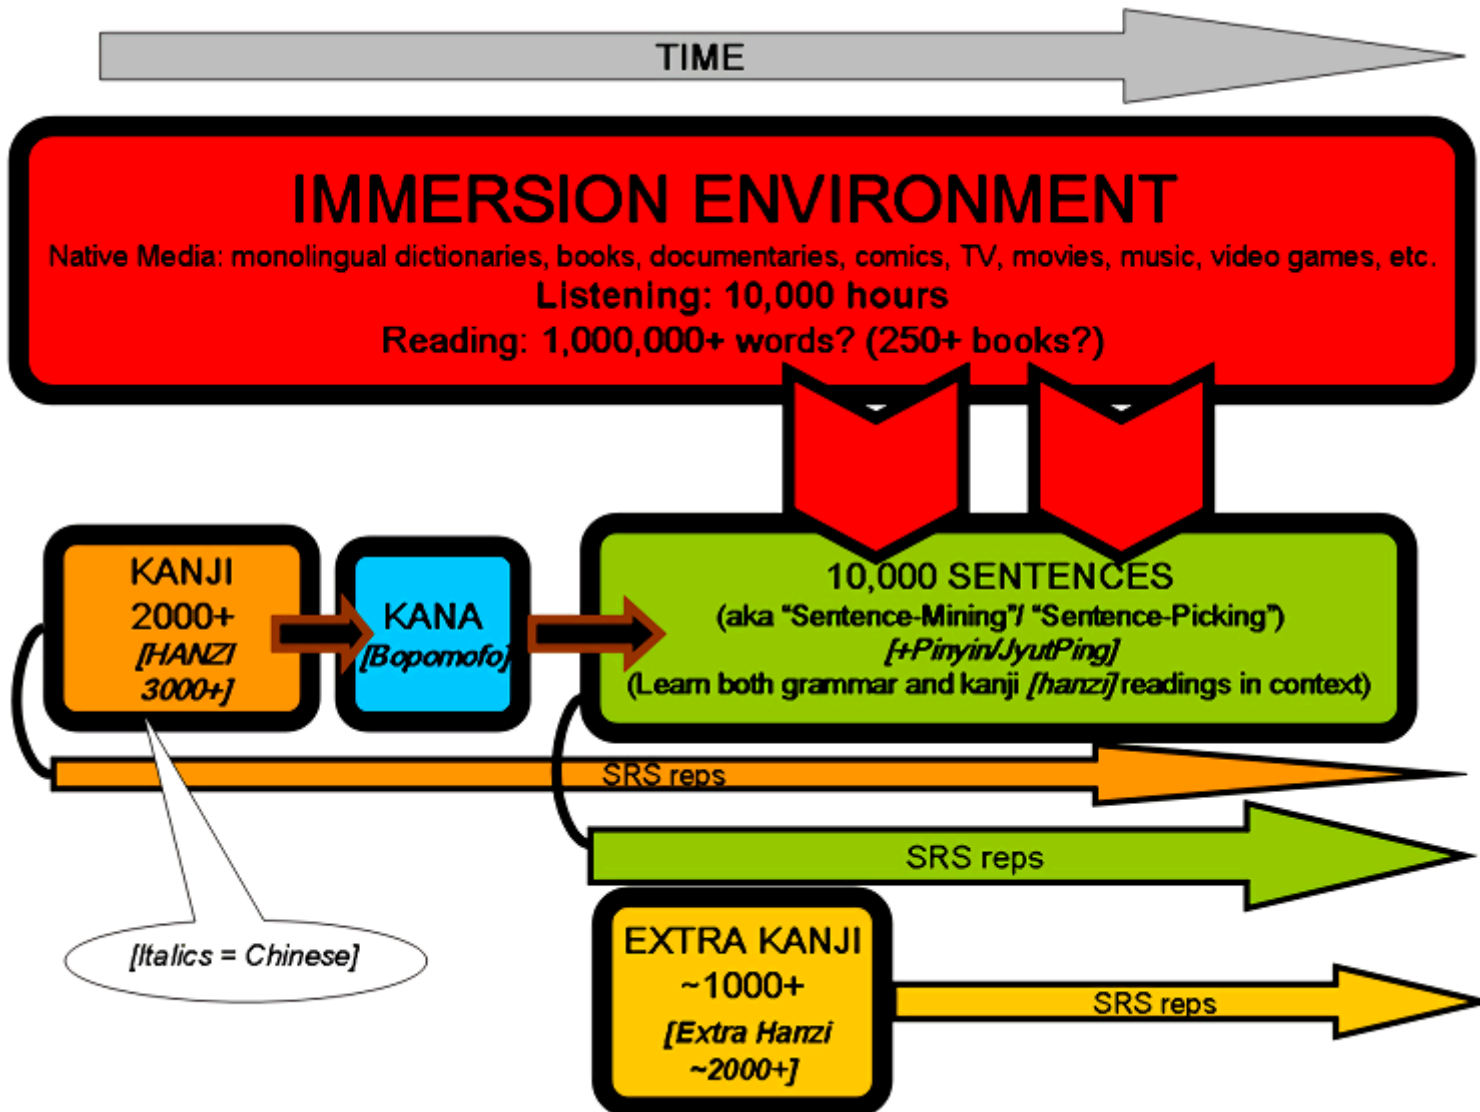 TIME
IMMERSION ENVIRONMENT
Native Media: monolingual dictionaries, books, documentaries, comics, TV, movies, music, video games, etc.
Listening: 10,000 hours
Reading: 1,000,000+ words? (250+ books?)
KANJI
2000+
[HANZI
3000+]
KANA
[Bopomofo]
10,000 SENTENCES
(aka “Sentence-Mining”/ “Sentence-Picking”)
[+Pinyin/JyutPing]
(Learn both grammar and kanji [hanzi] readings in context)
SRS reps
SRS reps
[Italics = Chinese]
EXTRA KANJI
~1000+
[Extra Hanzi
~2000+]
SRS reps